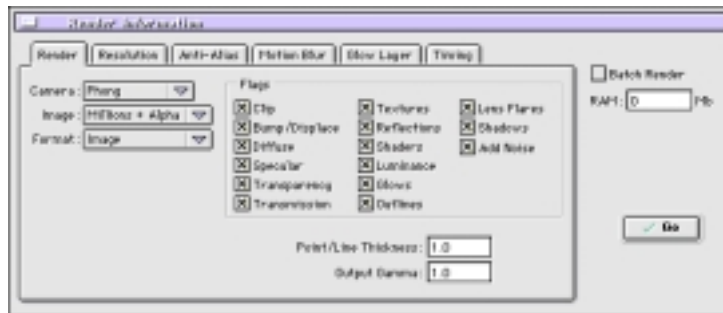 Render Information
Render Resolution Anti-Alias Motion Blur Glow Layer Timing
Camera: Phong
Image: Millions + Alpha
Format: Image
Flags
Clip
Bump/Displace
Diffuse
Specular
Transparency
Transmission
Textures
Reflections
Shaders
Luminance
Glows
Outlines
Lens Flares
Shadows
Add Noise
Point/Line Thickness: 1.0
Output Gamma: 1.0
Batch Render
RAM: 0 Mb
Go